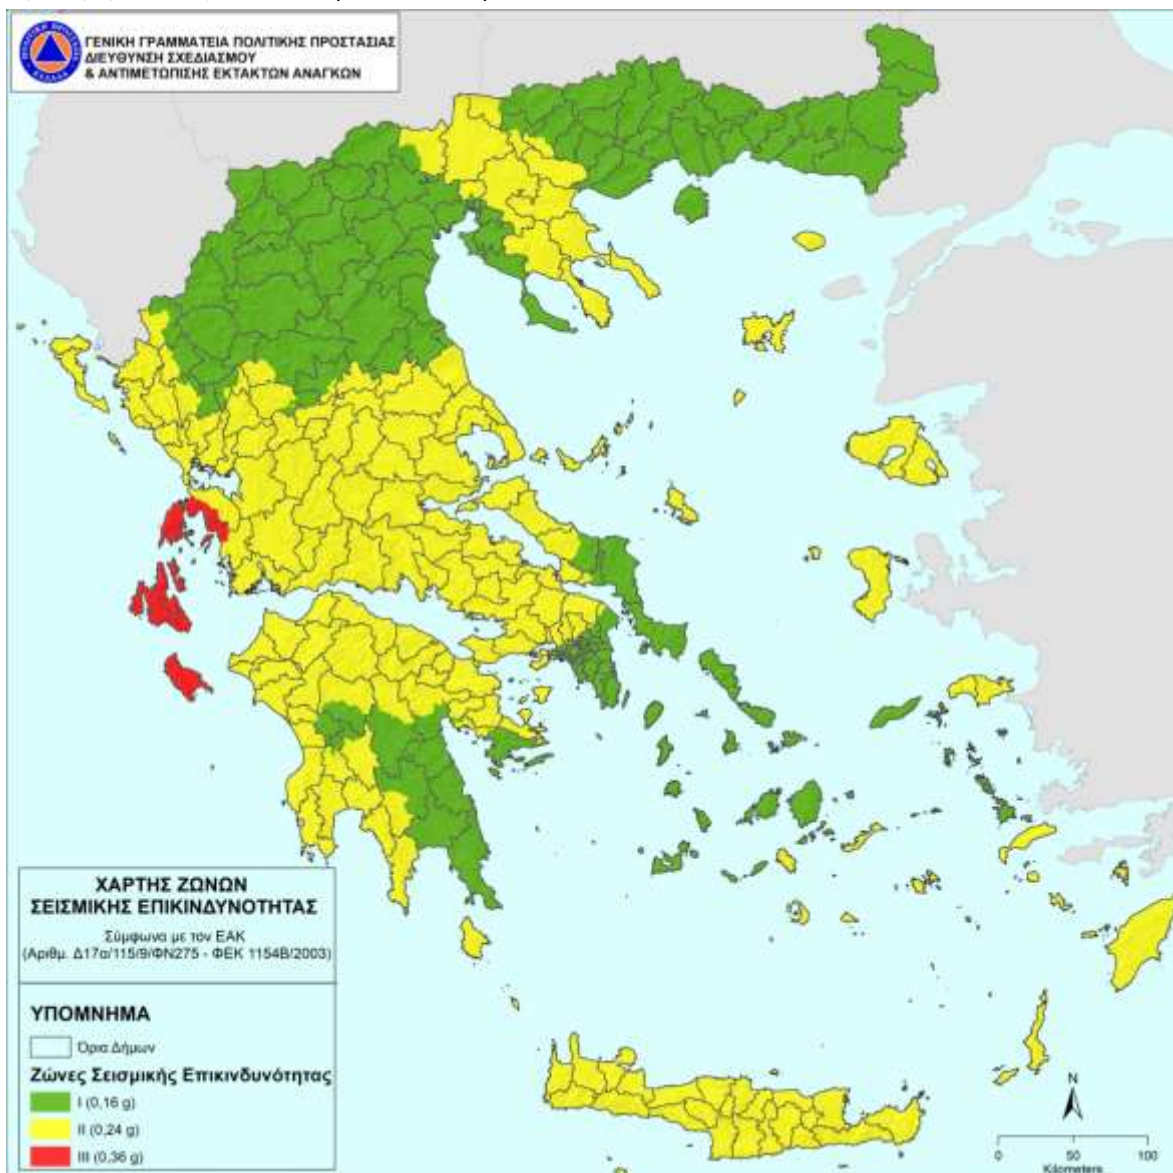 ΓΕΝΙΚΗ ΓΡΑΜΜΑΤΕΙΑ ΠΟΛΙΤΙΚΗΣ ΠΡΟΣΤΑΣΙΑΣ
ΔΙΕΥΘΥΝΣΗ ΣΧΕΔΙΑΣΜΟΥ
& ΑΝΤΙΜΕΤΩΠΙΣΗΣ ΕΚΤΑΚΤΩΝ ΑΝΑΓΚΩΝ
ΧΑΡΤΗΣ ΖΩΝΩΝ
ΣΕΙΣΜΙΚΗΣ ΕΠΙΚΙΝΔΥΝΟΤΗΤΑΣ
Σύμφωνα με τον ΕΑΚ
(Αριθμ. Δ17α/115/9/ΦΝ275 - ΦΕΚ 1154Β/2003)
ΥΠΟΜΝΗΜΑ
Όρια Δήμων
Ζώνες Σεισμικής Επικινδυνότητας
I (0,16 g)
II (0,24 g)
III (0,36 g)
N
0 50 100
Kilometers